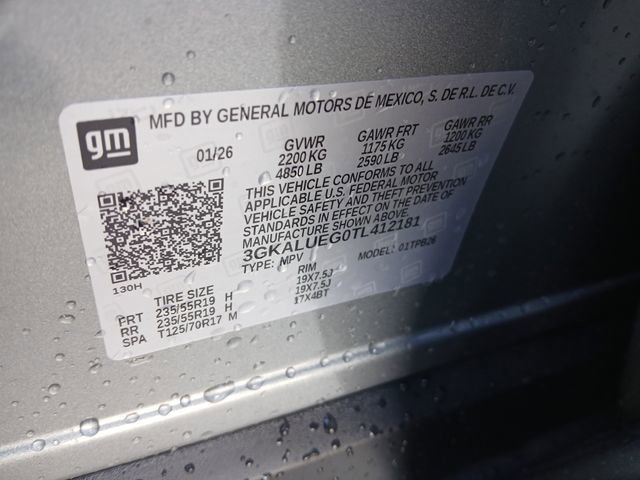 gm
MFD BY GENERAL MOTORS DE MEXICO, S. DE R.L. DE C.V.
01/26 GVWR GAWR FRT GAWR RR
2200 KG 1175 KG 1200 KG
4850 LB 2590 LB 2645 LB
THIS VEHICLE CONFORMS TO ALL
APPLICABLE U.S. FEDERAL MOTOR
VEHICLE SAFETY AND THEFT PREVENTION
STANDARDS IN EFFECT ON THE DATE OF
MANUFACTURE SHOWN ABOVE.
3GKALUEG0TL412181
TYPE: MPV MODEL: 01TPB26
130H
TIRE SIZE RIM
FRT 235/55R19 H 19X7.5J
RR 235/55R19 H 19X7.5J
SPA T125/70R17 M 17X4BT